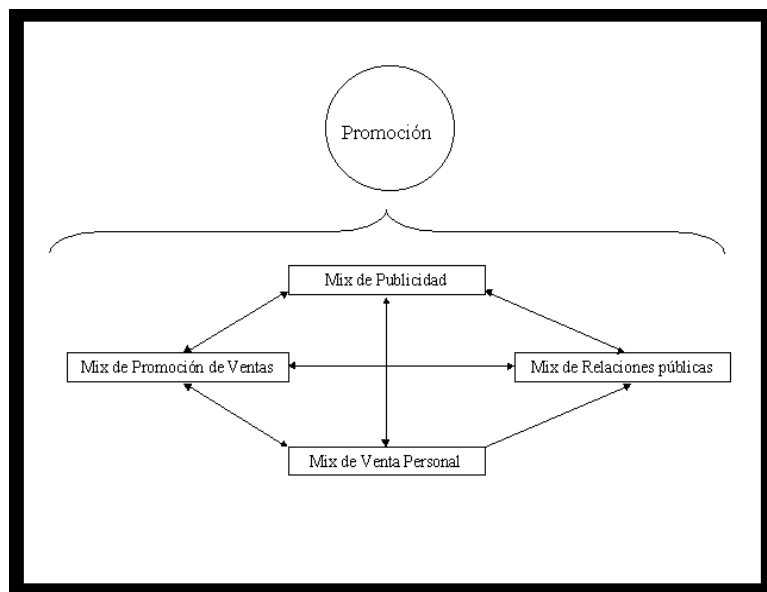 Promoción
Mix de Publicidad
Mix de Promoción de Ventas
Mix de Relaciones públicas
Mix de Venta Personal